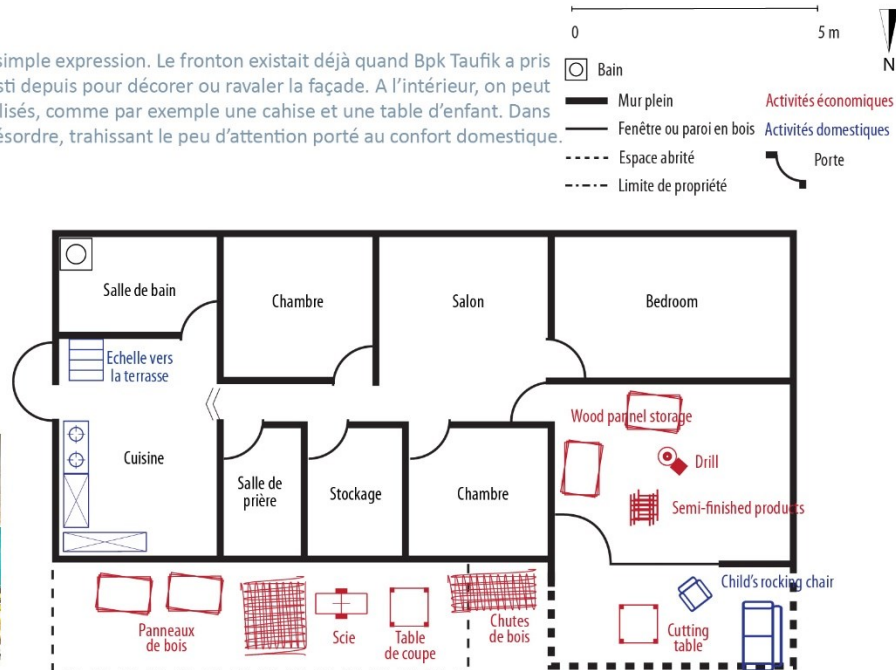 simple expression. Le fronton existait déjà quand Bpk Taufik a pris
sti depuis pour décorer ou ravaler la façade. A l’intérieur, on peut
lisés, comme par exemple une cahise et une table d’enfant. Dans
ésordre, trahissant le peu d’attention porté au confort domestique.
0 5 m
N
Bain
Mur plein
Activités économiques
Fenêtre ou paroi en bois
Activités domestiques
Espace abrité
Porte
Limite de propriété
Salle de bain
Chambre
Salon
Bedroom
Echelle vers
la terrasse
Cuisine
Salle de
prière
Stockage
Chambre
Wood pannel storage
Drill
Semi-finished products
Child’s rocking chair
Panneaux
de bois
Scie
Table
de coupe
Chutes
de bois
Cutting
table